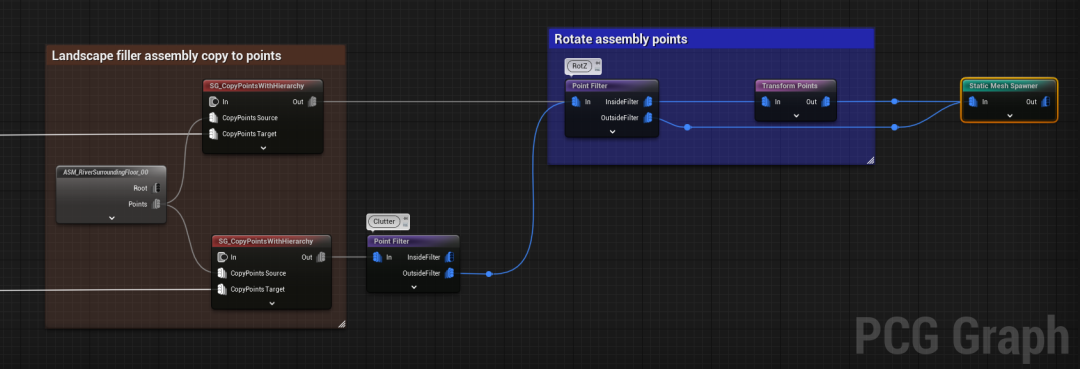 Landscape filler assembly copy to points
SG_CopyPointsWithHierarchy
In Out
CopyPoints Source
CopyPoints Target
ASM_RiverSurroundingFloor_00
Root
Points
SG_CopyPointsWithHierarchy
In Out
CopyPoints Source
CopyPoints Target
Clutter
Point Filter
In InsideFilter
OutsideFilter
Rotate assembly points
RotZ
Point Filter
In InsideFilter
OutsideFilter
Transform Points
In Out
Static Mesh Spawner
In Out
PCG Graph